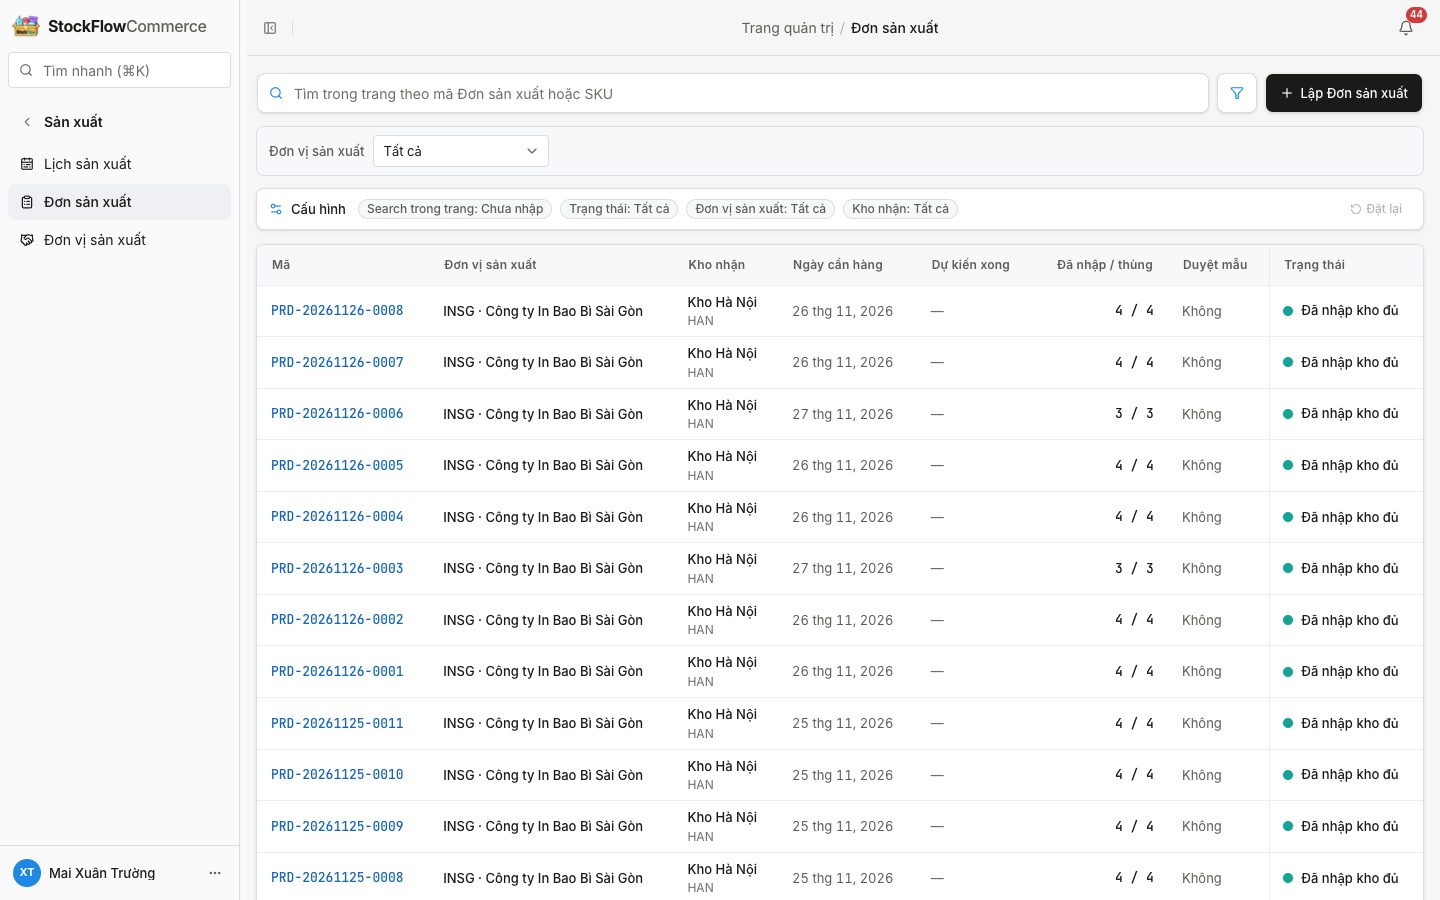 StockFlowCommerce
Tìm nhanh (⌘K)
Sản xuất
Lịch sản xuất
Đơn sản xuất
Đơn vị sản xuất
Mai Xuân Trường
XT
Trang quản trị / Đơn sản xuất
44
Tìm trong trang theo mã Đơn sản xuất hoặc SKU
+ Lập Đơn sản xuất
Đơn vị sản xuất Tất cả
Cấu hình Search trong trang: Chưa nhập Trạng thái: Tất cả Đơn vị sản xuất: Tất cả Kho nhận: Tất cả Đặt lại
Mã Đơn vị sản xuất Kho nhận Ngày cần hàng Dự kiến xong Đã nhập / thùng Duyệt mẫu Trạng thái
PRD-20261126-0008 INSG · Công ty In Bao Bì Sài Gòn Kho Hà Nội 26 thg 11, 2026 — 4 / 4 Không Đã nhập kho đủ
HAN
PRD-20261126-0007 INSG · Công ty In Bao Bì Sài Gòn Kho Hà Nội 26 thg 11, 2026 — 4 / 4 Không Đã nhập kho đủ
HAN
PRD-20261126-0006 INSG · Công ty In Bao Bì Sài Gòn Kho Hà Nội 27 thg 11, 2026 — 3 / 3 Không Đã nhập kho đủ
HAN
PRD-20261126-0005 INSG · Công ty In Bao Bì Sài Gòn Kho Hà Nội 26 thg 11, 2026 — 4 / 4 Không Đã nhập kho đủ
HAN
PRD-20261126-0004 INSG · Công ty In Bao Bì Sài Gòn Kho Hà Nội 26 thg 11, 2026 — 4 / 4 Không Đã nhập kho đủ
HAN
PRD-20261126-0003 INSG · Công ty In Bao Bì Sài Gòn Kho Hà Nội 27 thg 11, 2026 — 3 / 3 Không Đã nhập kho đủ
HAN
PRD-20261126-0002 INSG · Công ty In Bao Bì Sài Gòn Kho Hà Nội 26 thg 11, 2026 — 4 / 4 Không Đã nhập kho đủ
HAN
PRD-20261126-0001 INSG · Công ty In Bao Bì Sài Gòn Kho Hà Nội 26 thg 11, 2026 — 4 / 4 Không Đã nhập kho đủ
HAN
PRD-20261125-0011 INSG · Công ty In Bao Bì Sài Gòn Kho Hà Nội 25 thg 11, 2026 — 4 / 4 Không Đã nhập kho đủ
HAN
PRD-20261125-0010 INSG · Công ty In Bao Bì Sài Gòn Kho Hà Nội 25 thg 11, 2026 — 4 / 4 Không Đã nhập kho đủ
HAN
PRD-20261125-0009 INSG · Công ty In Bao Bì Sài Gòn Kho Hà Nội 25 thg 11, 2026 — 4 / 4 Không Đã nhập kho đủ
HAN
PRD-20261125-0008 INSG · Công ty In Bao Bì Sài Gòn Kho Hà Nội 25 thg 11, 2026 — 4 / 4 Không Đã nhập kho đủ
HAN